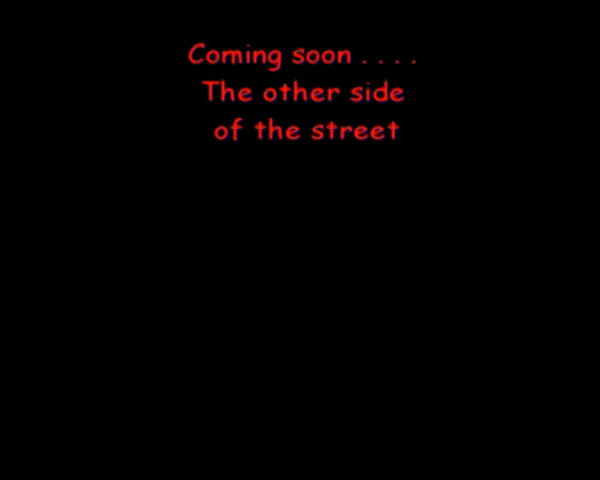 Coming soon . . . .
The other side
of the street